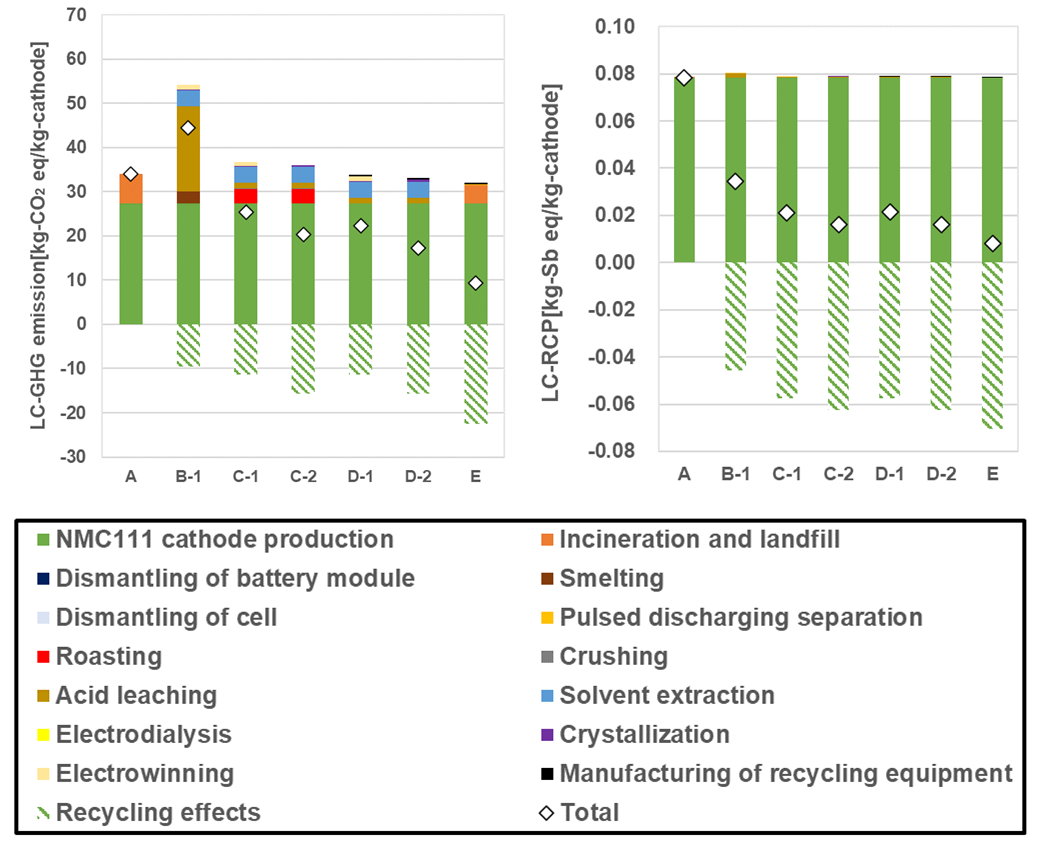 LC-GHG emission[kg-CO₂ eq/kg-cathode]
70
60
50
40
30
20
10
0
-10
-20
-30
A B-1 C-1 C-2 D-1 D-2 E
LC-RCP[kg-Sb eq/kg-cathode]
0.10
0.08
0.06
0.04
0.02
0.00
-0.02
-0.04
-0.06
-0.08
A B-1 C-1 C-2 D-1 D-2 E
NMC111 cathode production
Incineration and landfill
Dismantling of battery module
Smelting
Dismantling of cell
Pulsed discharging separation
Roasting
Crushing
Acid leaching
Solvent extraction
Electrodialysis
Crystallization
Electrowinning
Manufacturing of recycling equipment
Recycling effects
Total